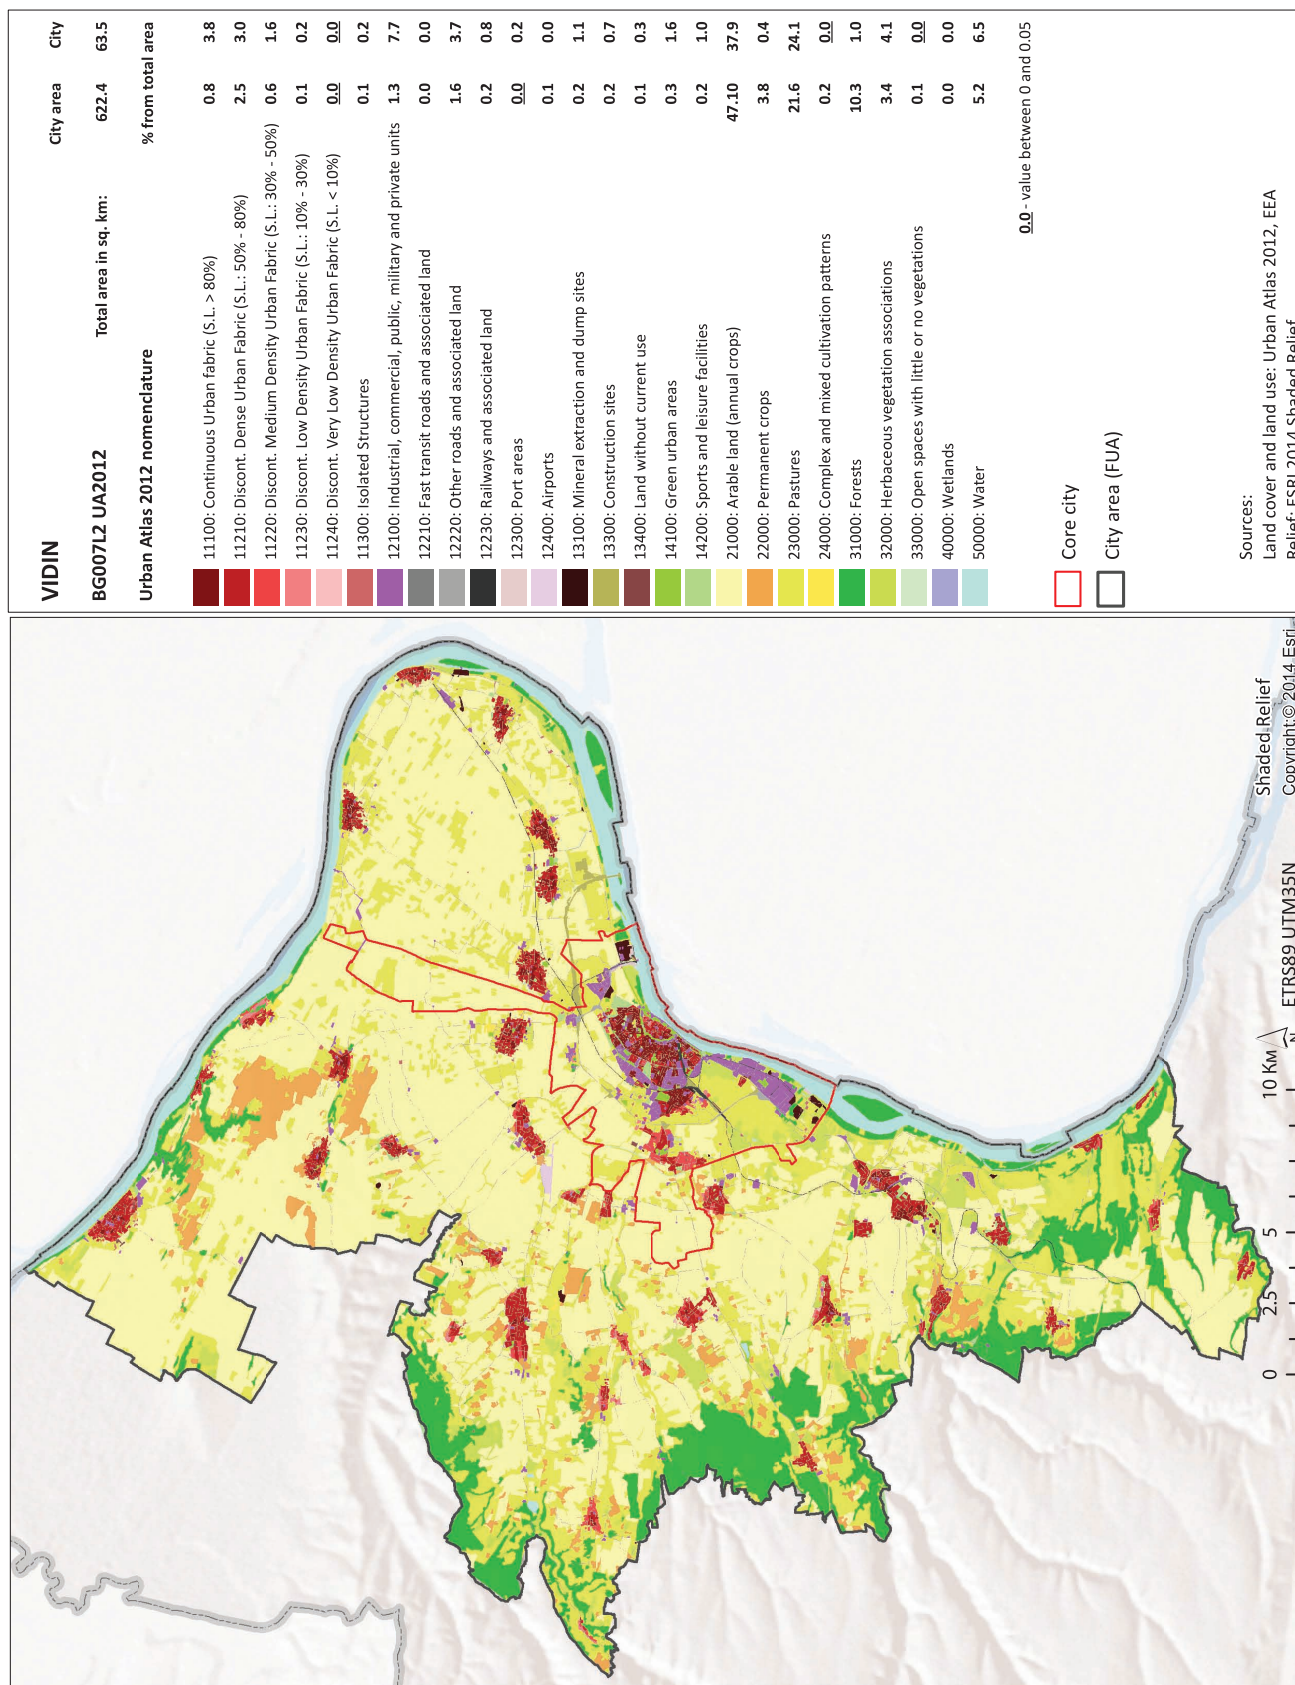 VIDIN City area City
BG0007L2 UA2012 Total area in sq. km: 622.4 63.5
Urban Atlas 2012 nomenclature % from total area
11100: Continuous Urban fabric (S.L. > 80%) 0.8 3.8
11210: Discont. Dense Urban Fabric (S.L.: 50% - 80%) 2.5 3.0
11220: Discont. Medium Density Urban Fabric (S.L.: 30% - 50%) 0.6 1.6
11230: Discont. Low Density Urban Fabric (S.L.: 10% - 30%) 0.1 0.2
11240: Discont. Very Low Density Urban Fabric (S.L. < 10%) 0.0 0.0
11300: Isolated Structures 0.1 0.2
12100: Industrial, commercial, public, military and private units 1.3 7.7
12210: Fast transit roads and associated land 0.0 0.0
12220: Other roads and associated land 1.6 3.7
12230: Railways and associated land 0.2 0.8
12300: Port areas 0.0 0.2
12400: Airports 0.1 0.0
13100: Mineral extraction and dump sites 0.2 1.1
13300: Construction sites 0.2 0.7
13400: Land without current use 0.1 0.3
14100: Green urban areas 0.3 1.6
14200: Sports and leisure facilities 0.2 1.0
21000: Arable land (annual crops) 47.10 37.9
22000: Permanent crops 3.8 0.4
23000: Pastures 21.6 24.1
24000: Complex and mixed cultivation patterns 0.2 0.0
31000: Forests 10.3 1.0
32000: Herbaceous vegetation associations 3.4 4.1
33000: Open spaces with little or no vegetations 0.1 0.0
40000: Wetlands 0.0 0.0
50000: Water 5.2 6.5
0.0 - value between 0 and 0.05
Core city
City area (FUA)
Sources:
Land cover and land use: Urban Atlas 2012, EEA
Relief: ESRI 2014 Shaded Relief
0 2.5 5 10 Км
N
ETRS89 UTM35N
Shaded Relief
Copyright:© 2014 Esri